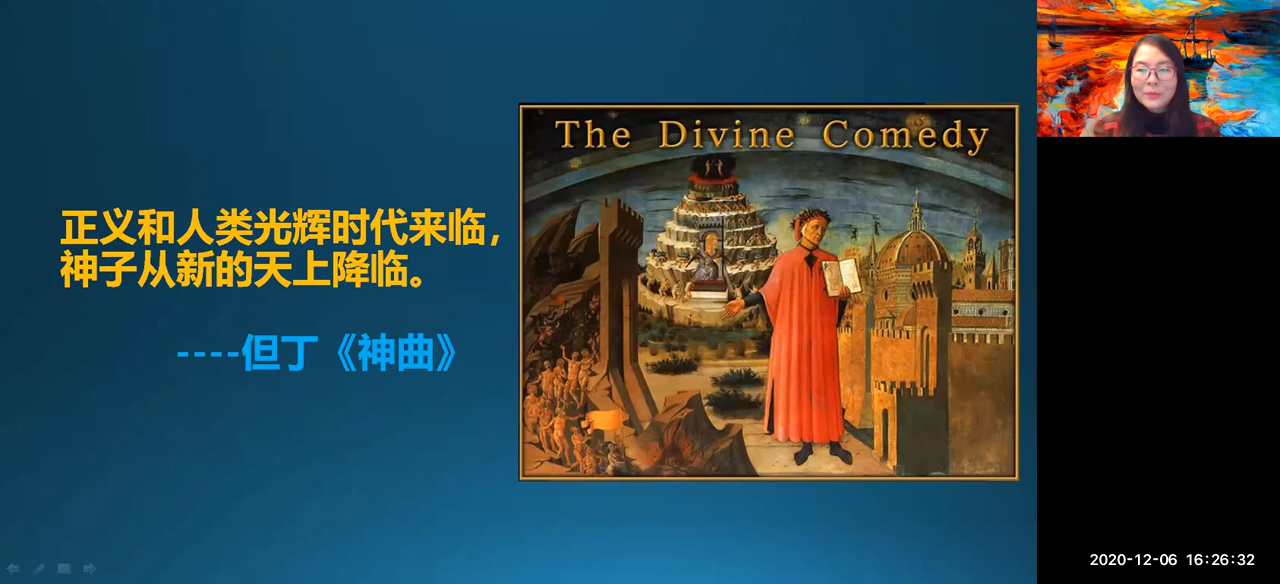 The Divine Comedy
正义和人类光辉时代来临，
神子从新的天上降临。
----但丁《神曲》
2020-12-06 16:26:32